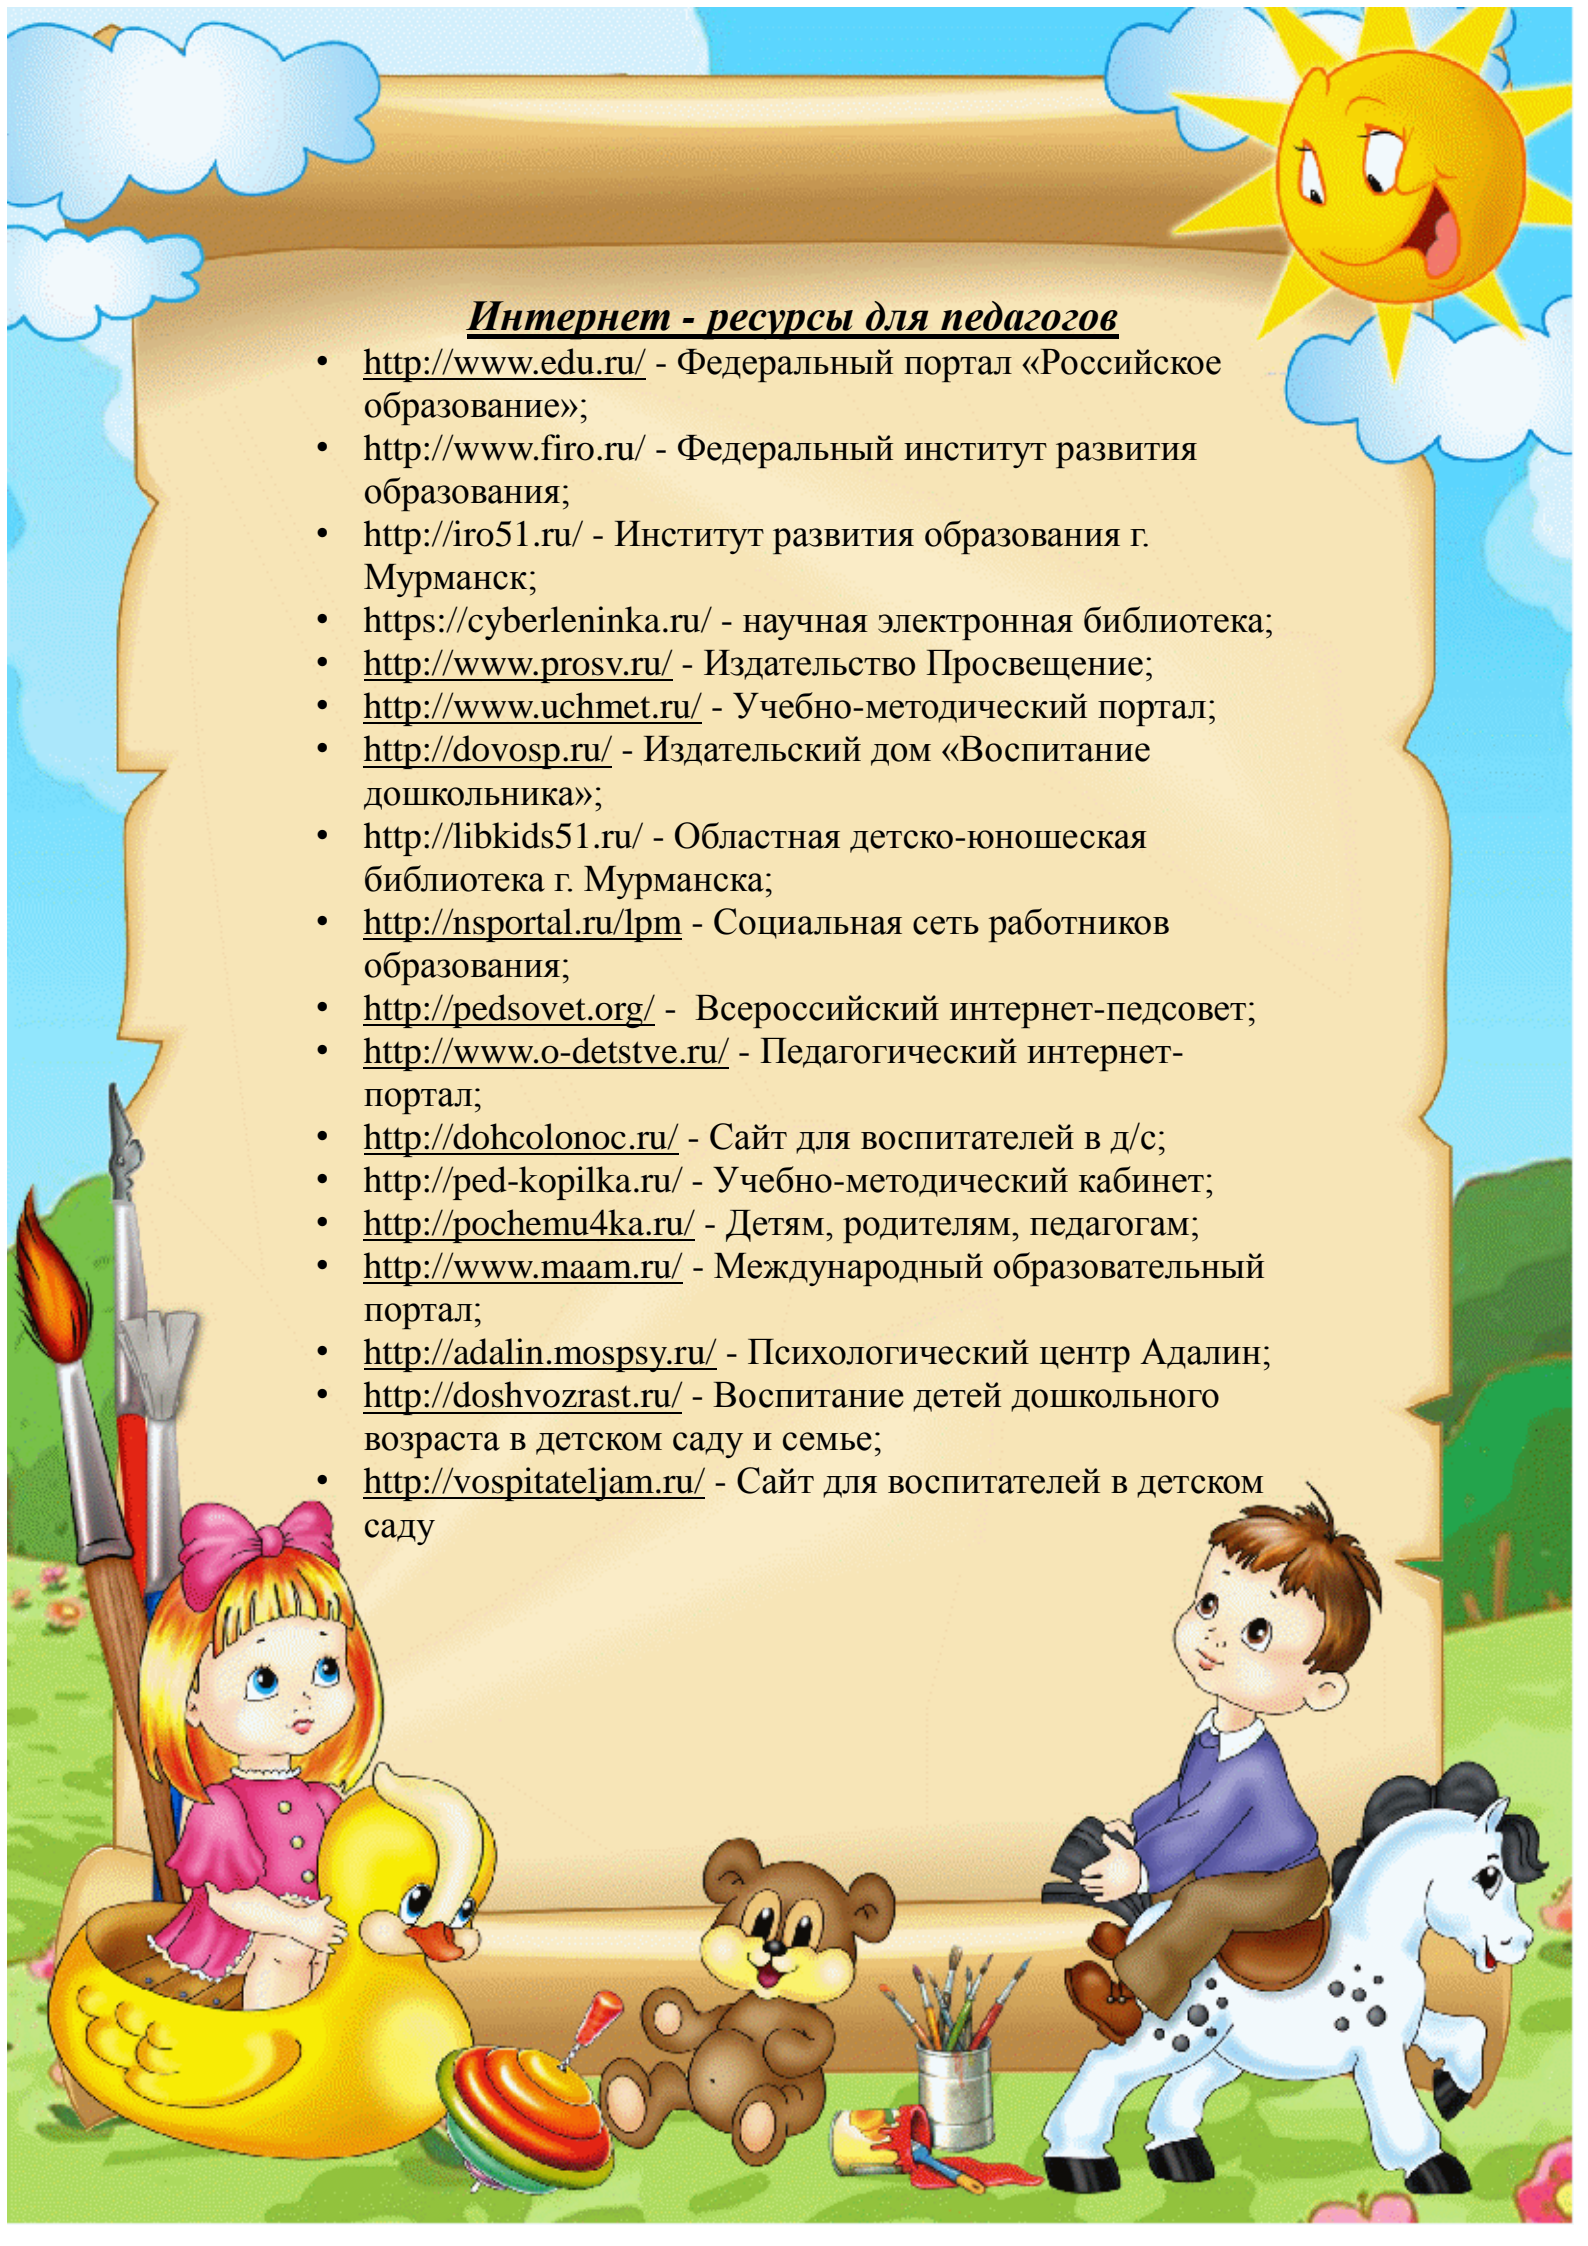 Интернет - ресурсы для педагогов
• http://www.edu.ru/ - Федеральный портал «Российское
образование»;
• http://www.firo.ru/ - Федеральный институт развития
образования;
• http://iro51.ru/ - Институт развития образования г.
Мурманск;
• https://cyberleninka.ru/ - научная электронная библиотека;
• http://www.prosv.ru/ - Издательство Просвещение;
• http://www.uchmet.ru/ - Учебно-методический портал;
• http://dovosp.ru/ - Издательский дом «Воспитание
дошкольника»;
• http://libkids51.ru/ - Областная детско-юношеская
библиотека г. Мурманска;
• http://nsportal.ru/lpm - Социальная сеть работников
образования;
• http://pedsovet.org/ -  Всероссийский интернет-педсовет;
• http://www.o-detstve.ru/ - Педагогический интернет-
портал;
• http://dohcolonoc.ru/ - Сайт для воспитателей в д/с;
• http://ped-kopilka.ru/ - Учебно-методический кабинет;
• http://pochemu4ka.ru/ - Детям, родителям, педагогам;
• http://www.maam.ru/ - Международный образовательный
портал;
• http://adalin.mospsy.ru/ - Психологический центр Адалин;
• http://doshvozrast.ru/ - Воспитание детей дошкольного
возраста в детском саду и семье;
• http://vospitateljam.ru/ - Сайт для воспитателей в детском
саду